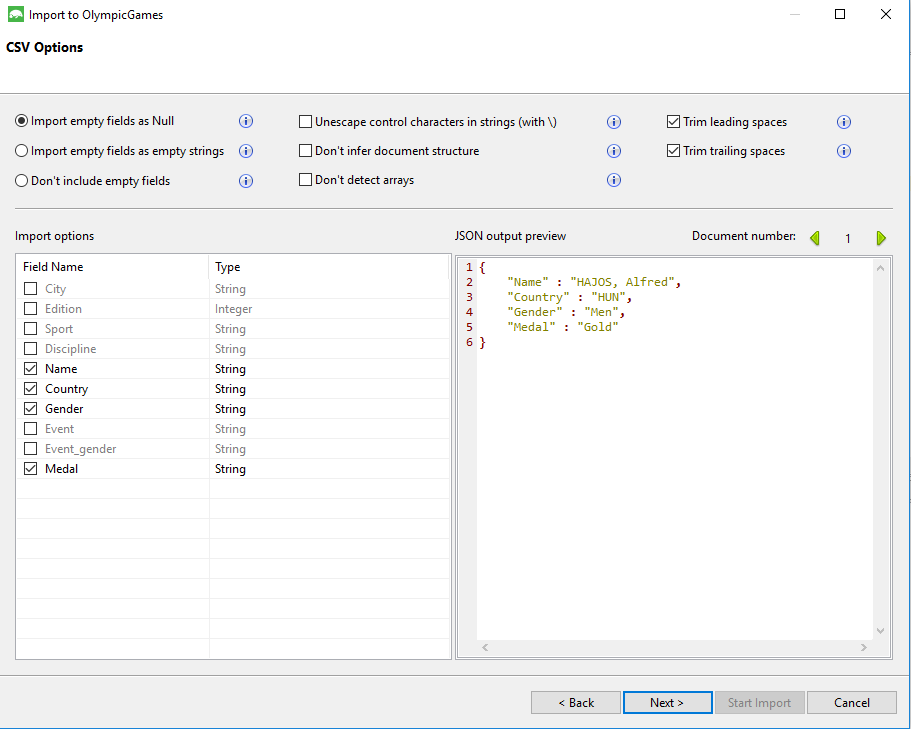 Import to OlympicGames
CSV Options
Import empty fields as Null
Import empty fields as empty strings
Don't include empty fields
Unescape control characters in strings (with \)
Don't infer document structure
Don't detect arrays
Trim leading spaces
Trim trailing spaces
Import options
Field Name Type
City String
Edition Integer
Sport String
Discipline String
Name String
Country String
Gender String
Event String
Event_gender String
Medal String
JSON output preview Document number: 1
1 {
2 "Name" : "HAJOS, Alfred",
3 "Country" : "HUN",
4 "Gender" : "Men",
5 "Medal" : "Gold"
6 }
< Back Next > Start Import Cancel